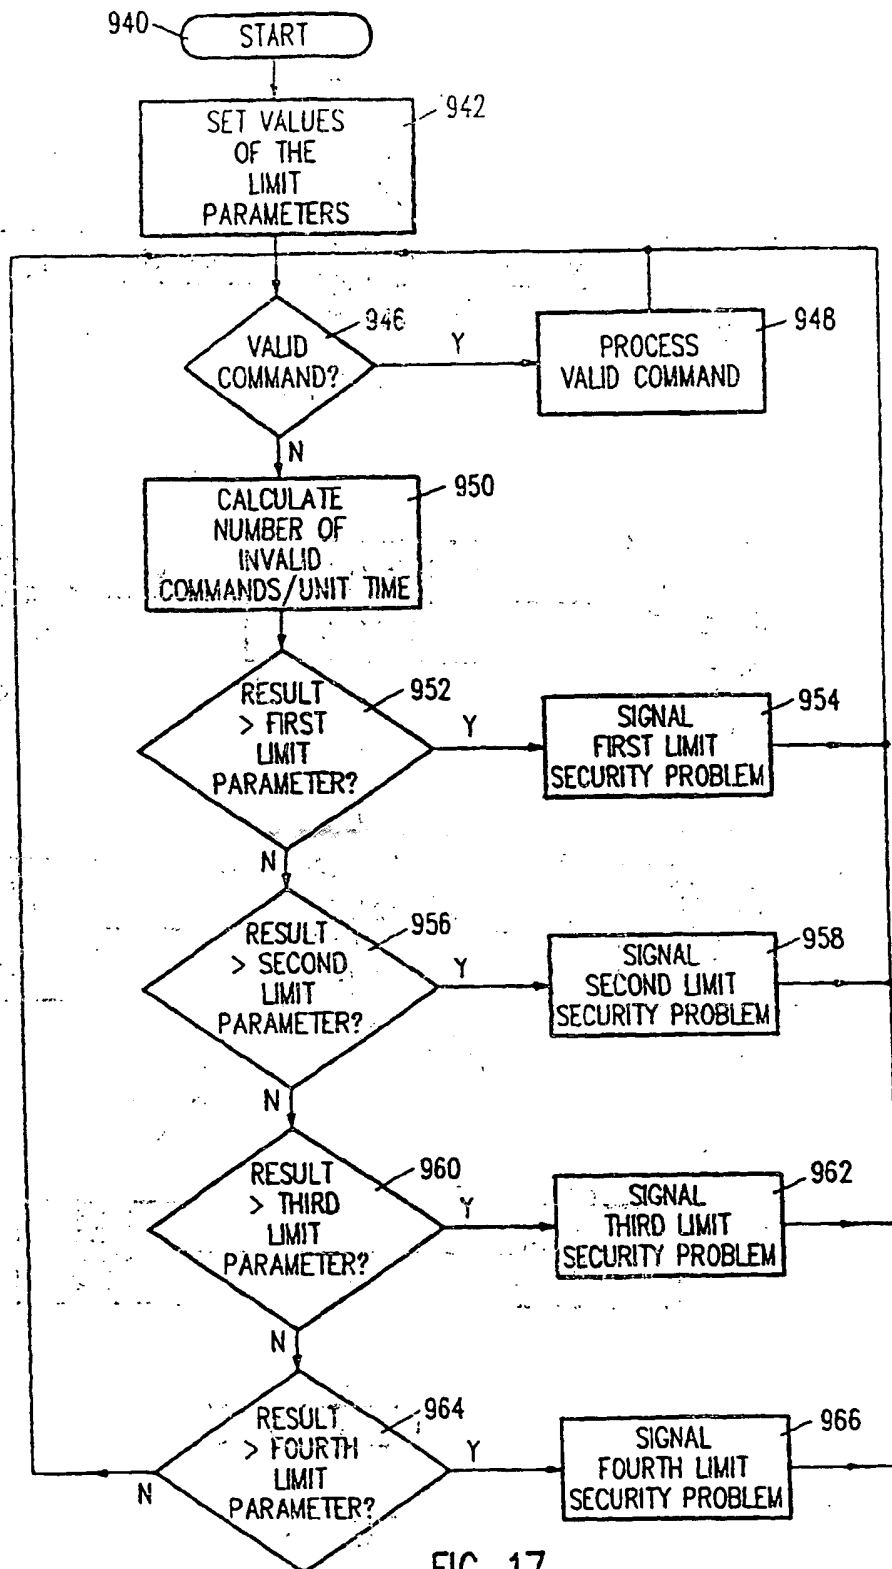 940
START
942
SET VALUES
OF THE
LIMIT
PARAMETERS
946
VALID
COMMAND?
Y
948
PROCESS
VALID COMMAND
N
950
CALCULATE
NUMBER OF
INVALID
COMMANDS/UNIT TIME
952
RESULT
> FIRST
LIMIT
PARAMETER?
Y
954
SIGNAL
FIRST LIMIT
SECURITY PROBLEM
N
956
RESULT
> SECOND
LIMIT
PARAMETER?
Y
958
SIGNAL
SECOND LIMIT
SECURITY PROBLEM
N
960
RESULT
> THIRD
LIMIT
PARAMETER?
Y
962
SIGNAL
THIRD LIMIT
SECURITY PROBLEM
N
964
RESULT
> FOURTH
LIMIT
PARAMETER?
Y
966
SIGNAL
FOURTH LIMIT
SECURITY PROBLEM
N
FIG. 17